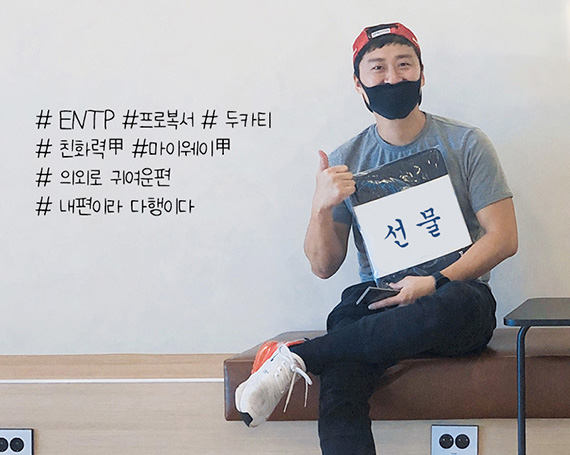 # ENTP #프로복서 # 두카티
# 친화력甲 #마이웨이甲
# 의외로 귀여운편
# 내편이라 다행이다
선물